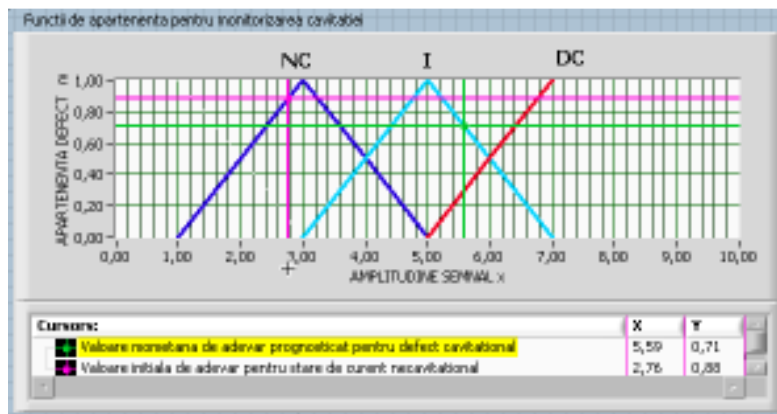 Functii de apartenenta pentru monitorizarea cavitatiei
NC I DC
APARTENENTA DEFECT m
1,00
0,80
0,60
0,40
0,20
0,00
0,00 1,00 2,00 3,00 4,00 5,00 6,00 7,00 8,00 9,00 10,00
AMPLITUDINE SEMNAL x
Cursors: X Y
Valoare mometana de adevar prognosticat pentru defect cavitational 5,59 0,71
Valoare initiala de adevar pentru stare de curent necavitational 2,76 0,88